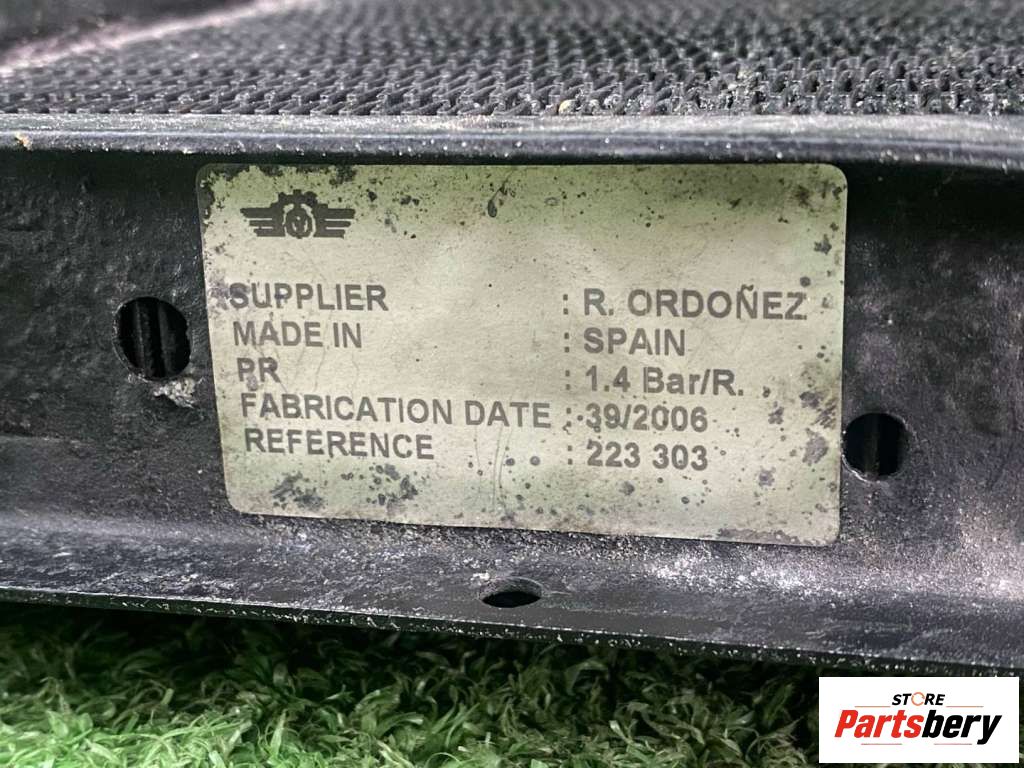 SUPPLIER : R. ORDOÑEZ
MADE IN : SPAIN
PR : 1.4 Bar/R.
FABRICATION DATE : 39/2006
REFERENCE : 223 303
STORE
Partsbery